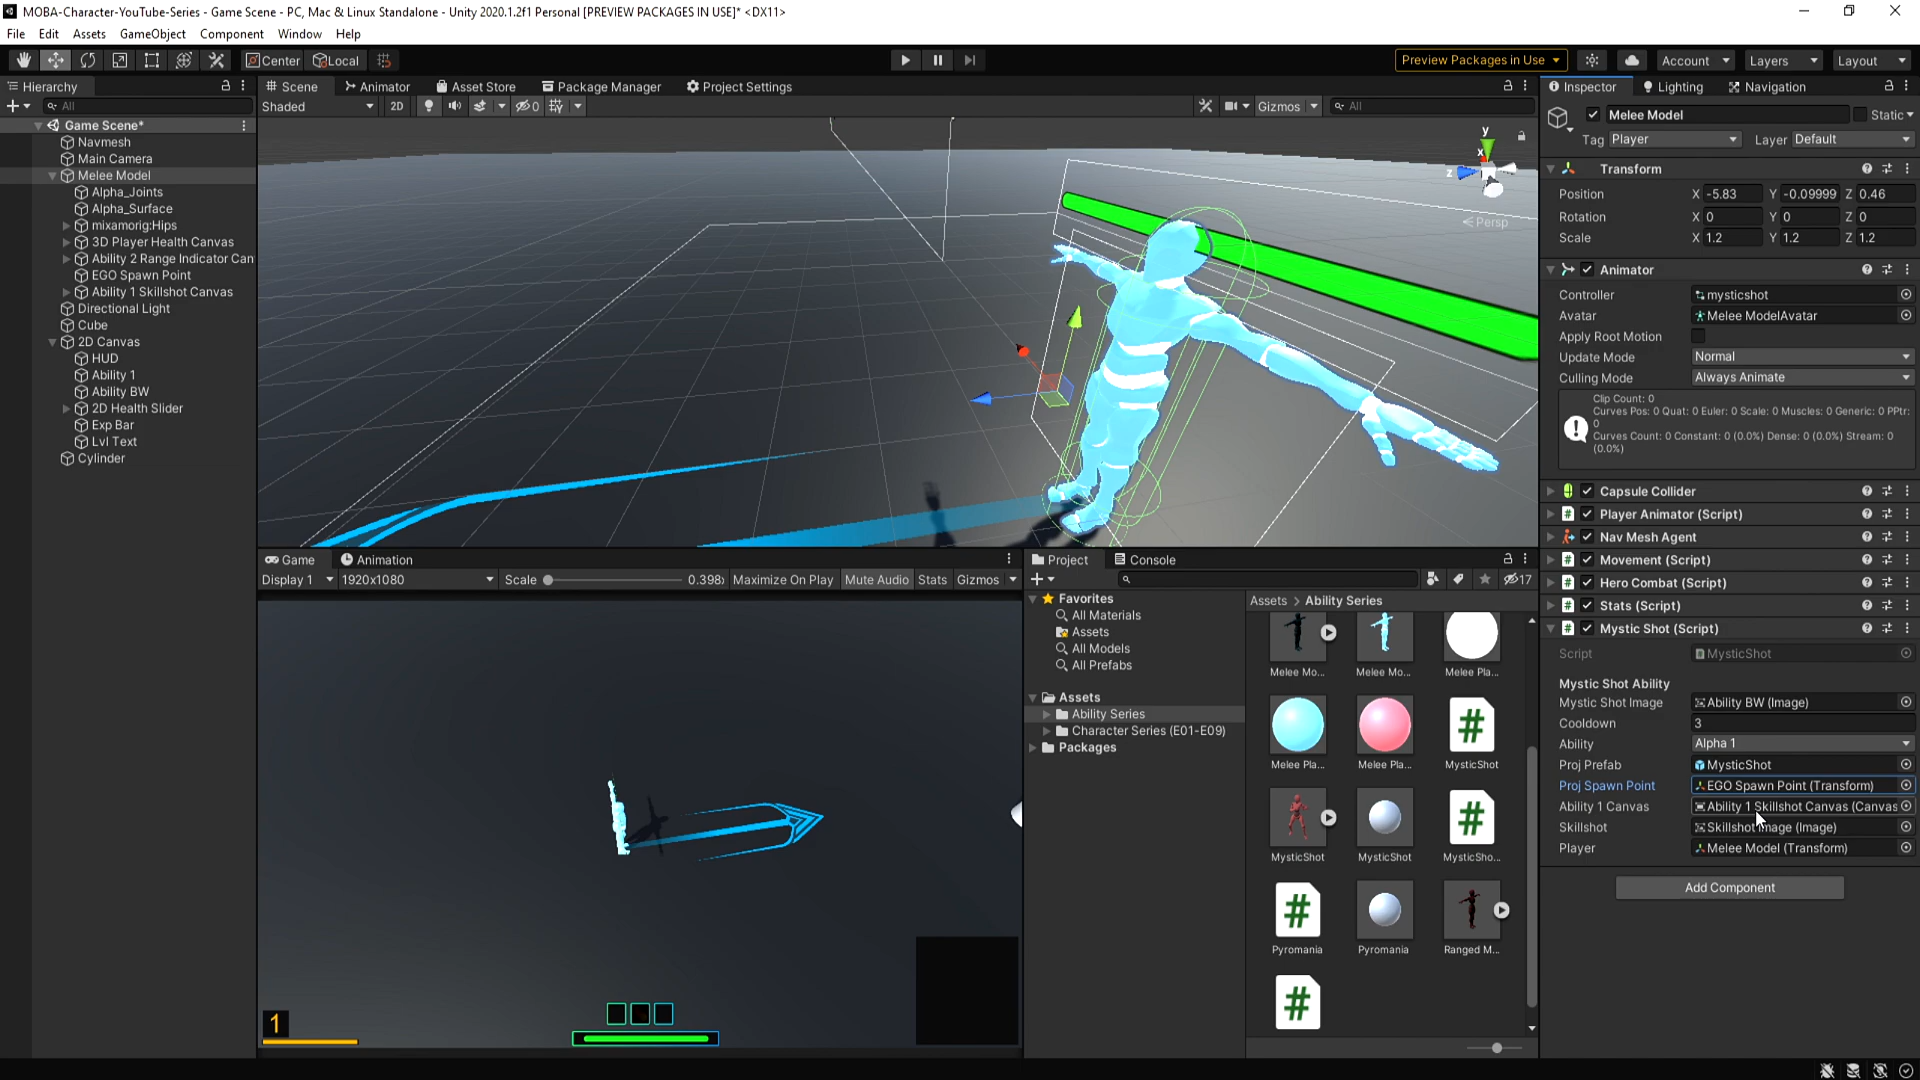 MOBA-Character-YouTube-Series - Game Scene - PC, Mac & Linux Standalone - Unity 2020.1.2f1 Personal [PREVIEW PACKAGES IN USE]* <DX11>
File Edit Assets GameObject Component Window Help
Center Local
Preview Packages in Use Account Layers Layout
Hierarchy
All
Game Scene*
Navmesh
Main Camera
Melee Model
Alpha_Joints
Alpha_Surface
mixamorig:Hips
3D Player Health Canvas
Ability 2 Range Indicator Can
EGO Spawn Point
Ability 1 Skillshot Canvas
Directional Light
Cube
2D Canvas
HUD
Ability 1
Ability BW
2D Health Slider
Exp Bar
Lvl Text
Cylinder
Scene Animator Asset Store Package Manager Project Settings
Shaded 2D 0 Gizmos All
y
x
z
Persp
Game Animation
Display 1 1920x1080 Scale 0.398x Maximize On Play Mute Audio Stats Gizmos
1
Project Console
17
Favorites
All Materials
Assets
All Models
All Prefabs
Assets
Ability Series
Character Series (E01-E09)
Packages
Assets > Ability Series
Melee Mo... Melee Mo... Melee Pla...
Melee Pla... Melee Pla... MysticShot
MysticShot MysticShot MysticSho...
Pyromania Pyromania Ranged M...
Inspector Lighting Navigation
Melee Model Static
Tag Player Layer Default
Transform
Position X -5.83 Y -0.09999 Z 0.46
Rotation X 0 Y 0 Z 0
Scale X 1.2 Y 1.2 Z 1.2
Animator
Controller mysticshot
Avatar Melee ModelAvatar
Apply Root Motion
Update Mode Normal
Culling Mode Always Animate
Clip Count: 0
Curves Pos: 0 Quat: 0 Euler: 0 Scale: 0 Muscles: 0 Generic: 0 PPtr:
0
Curves Count: 0 Constant: 0 (0.0%) Dense: 0 (0.0%) Stream: 0
(0.0%)
Capsule Collider
Player Animator (Script)
Nav Mesh Agent
Movement (Script)
Hero Combat (Script)
Stats (Script)
Mystic Shot (Script)
Script MysticShot
Mystic Shot Ability
Mystic Shot Image Ability BW (Image)
Cooldown 3
Ability Alpha 1
Proj Prefab MysticShot
Proj Spawn Point EGO Spawn Point (Transform)
Ability 1 Canvas Ability 1 Skillshot Canvas (Canvas
Skillshot Skillshot Image (Image)
Player Melee Model (Transform)
Add Component